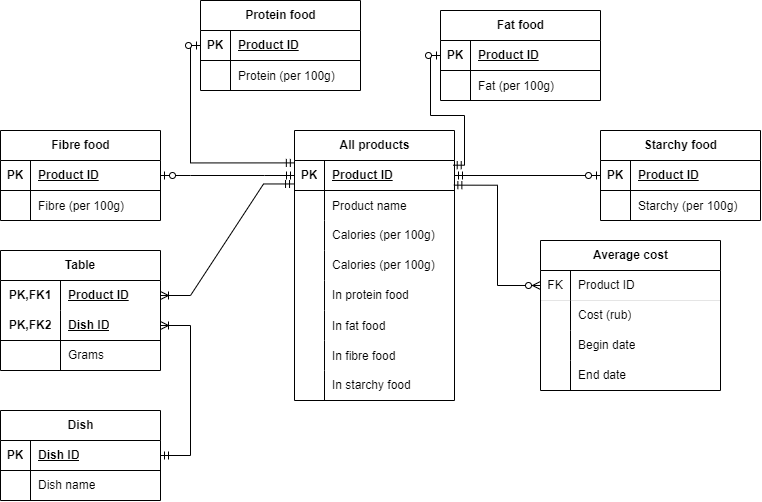 Protein food
PK Product ID
Protein (per 100g)
Fat food
PK Product ID
Fat (per 100g)
Fibre food
PK Product ID
Fibre (per 100g)
All products
PK Product ID
Product name
Calories (per 100g)
Calories (per 100g)
In protein food
In fat food
In fibre food
In starchy food
Starchy food
PK Product ID
Starchy (per 100g)
Table
PK,FK1 Product ID
PK,FK2 Dish ID
Grams
Average cost
FK Product ID
Cost (rub)
Begin date
End date
Dish
PK Dish ID
Dish name